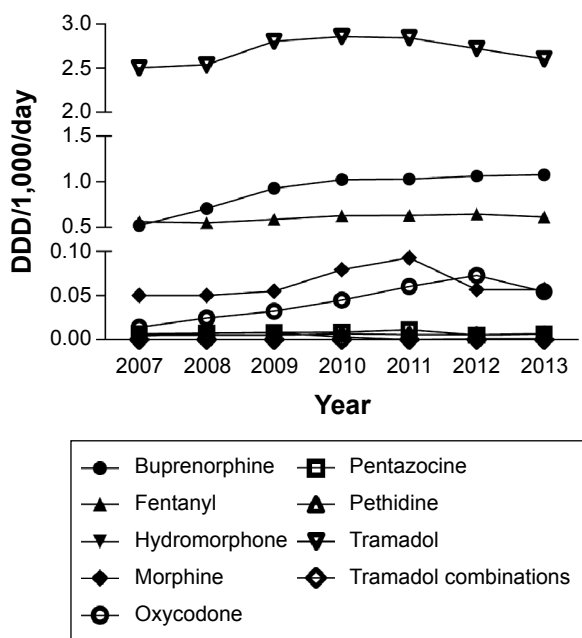 DDD/1,000/day
3.0
2.5
2.0
1.5
1.0
0.5
0.10
0.05
0.00
2007 2008 2009 2010 2011 2012 2013
Year
Buprenorphine Pentazocine
Fentanyl Pethidine
Hydromorphone Tramadol
Morphine Tramadol combinations
Oxycodone